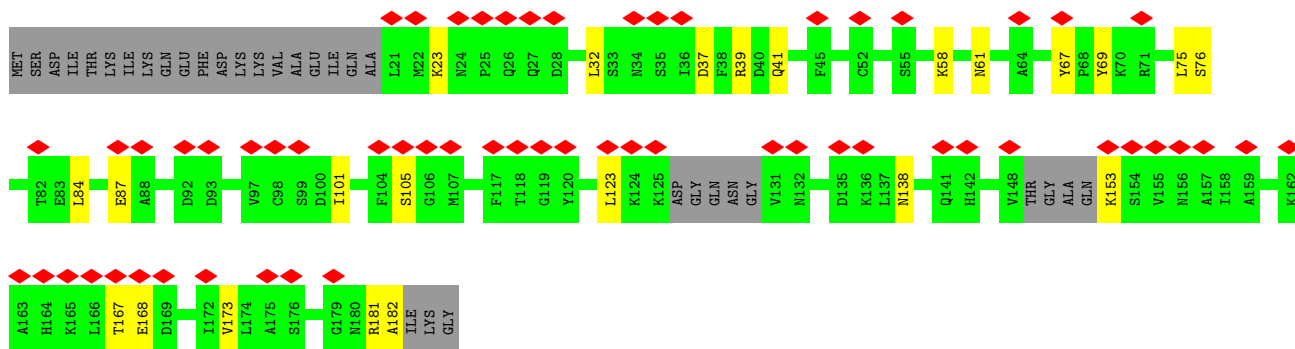 MET SER ASP ILE THR LYS ILE LYS GLN GLU PHE ASP LYS LYS VAL ALA GLU ILE GLN ALA L21 M22 K23 N24 P25 Q26 Q27 D28 L32 S33 N34 S35 I36 D37 F38 R39 D40 Q41 F45 C52 S55 K58 N61 A64 Y67 P68 Y69 K70 R71 L75 S76
T82 E83 L84 E87 A88 D92 D93 V97 C98 S99 D100 I101 F104 S105 G106 M107 F117 T118 G119 Y120 L123 K124 K125 ASP GLY GLN ASN GLY V131 N132 D135 K136 L137 N138 Q141 H142 V148 THR GLY ALA GLN K153 S154 V155 N156 A157 I158 A159 K162
A163 H164 K165 L166 T167 E168 D169 I172 V173 L174 A175 S176 G179 N180 R181 A182 ILE LYS GLY